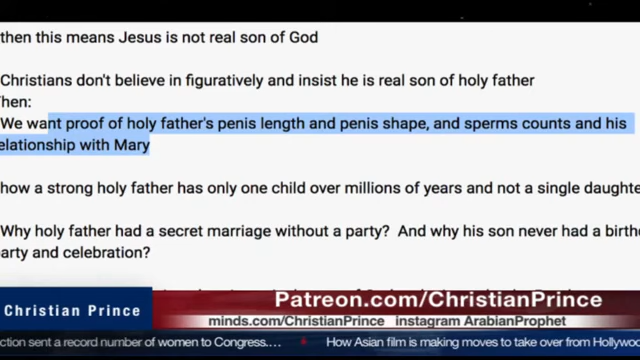 then this means Jesus is not real son of God
Christians don't believe in figuratively and insist he is real son of holy father
hen:
We want proof of holy father's penis length and penis shape, and sperms counts and his
elationship with Mary
how a strong holy father has only one child over millions of years and not a single daughte
Why holy father had a secret marriage without a party? And why his son never had a birth
party and celebration?
Christian Prince
Patreon.com/ChristianPrince
minds.com/ChristianPrince instagram ArabianProphet
ction sent a record number of women to Congress.... How Asian film is making moves to take over from Hollywoo